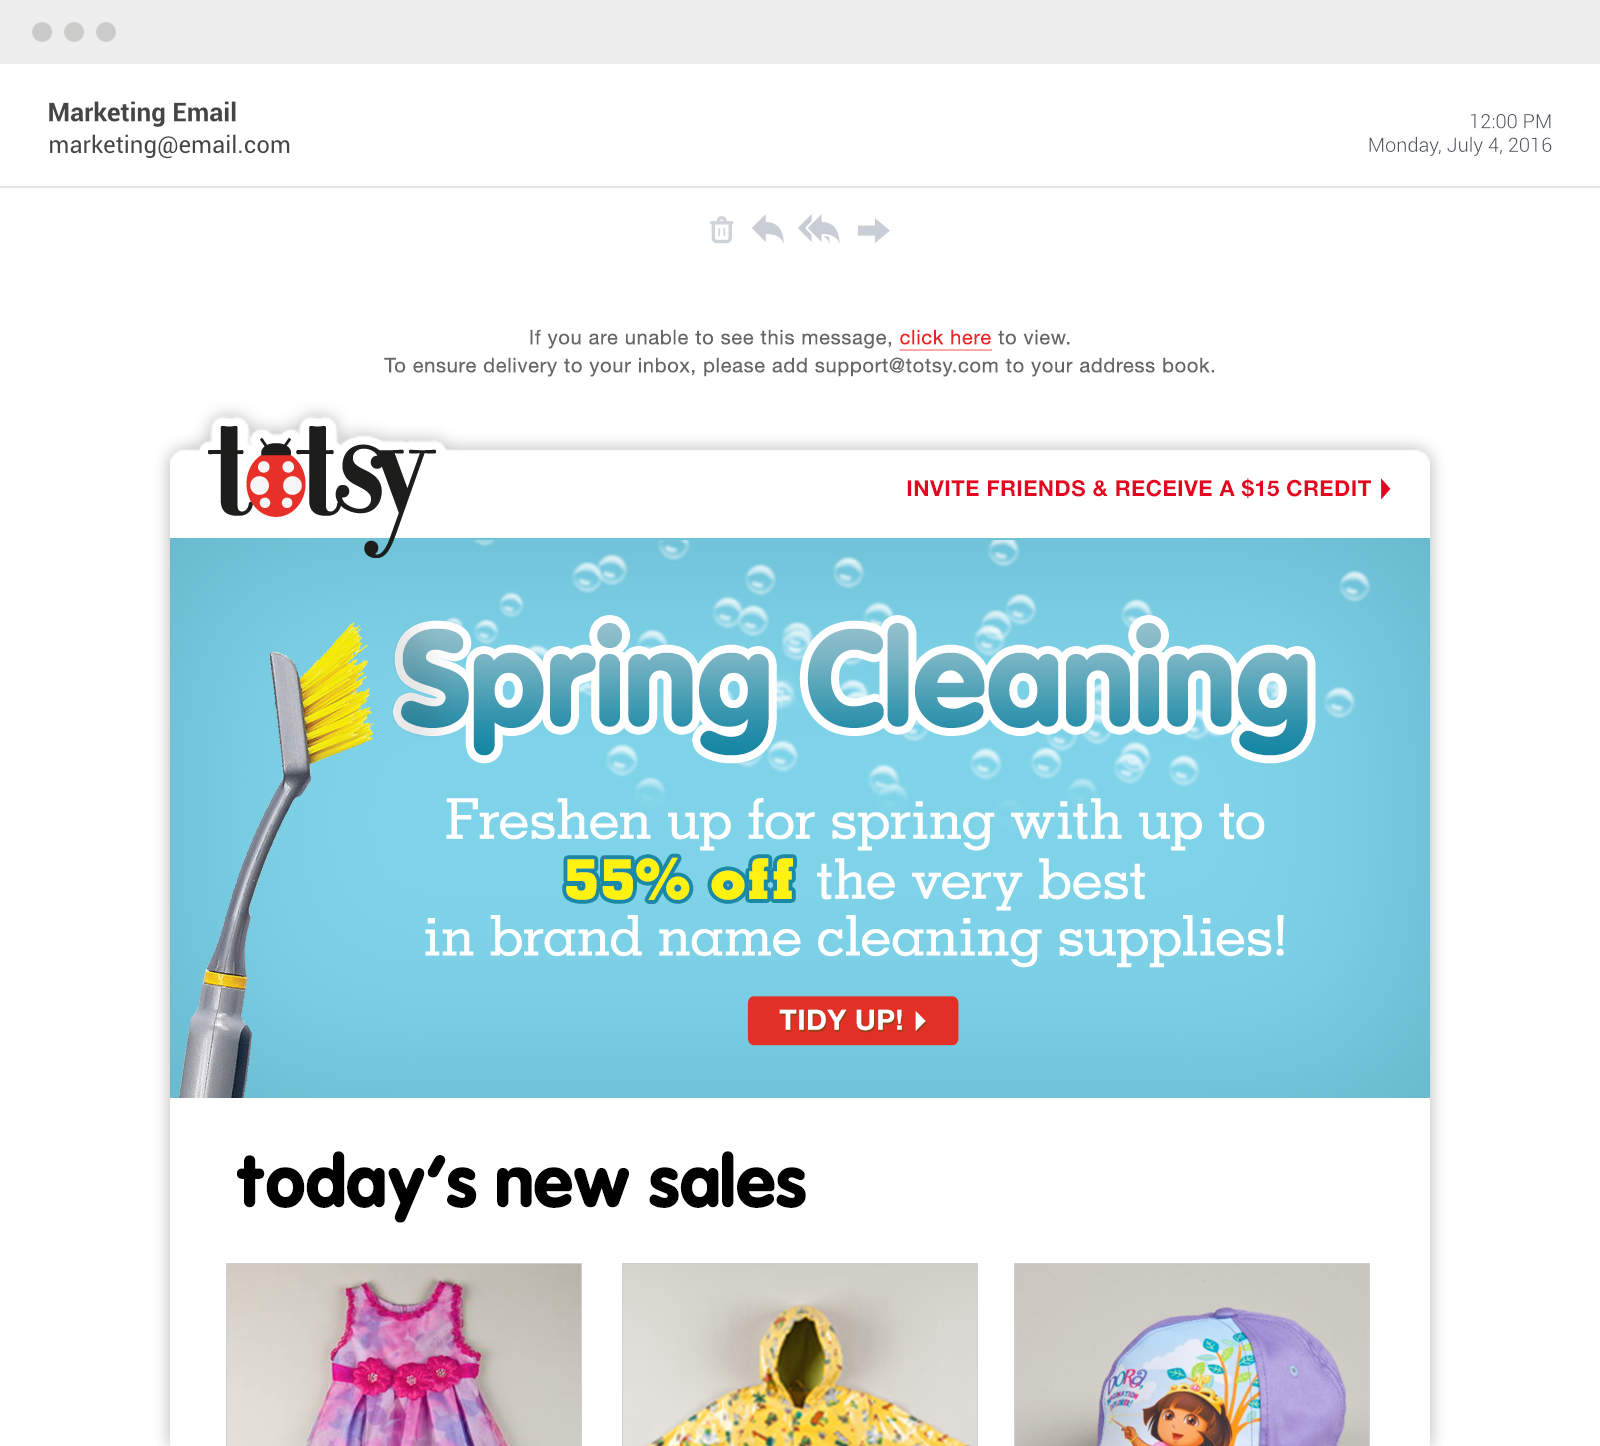 Marketing Email
marketing@email.com
12:00 PM
Monday, July 4, 2016
If you are unable to see this message, click here to view.
To ensure delivery to your inbox, please add support@totsy.com to your address book.
totsy
INVITE FRIENDS & RECEIVE A $15 CREDIT
Spring Cleaning
Freshen up for spring with up to
55% off the very best
in brand name cleaning supplies!
TIDY UP!
today's new sales
DORA